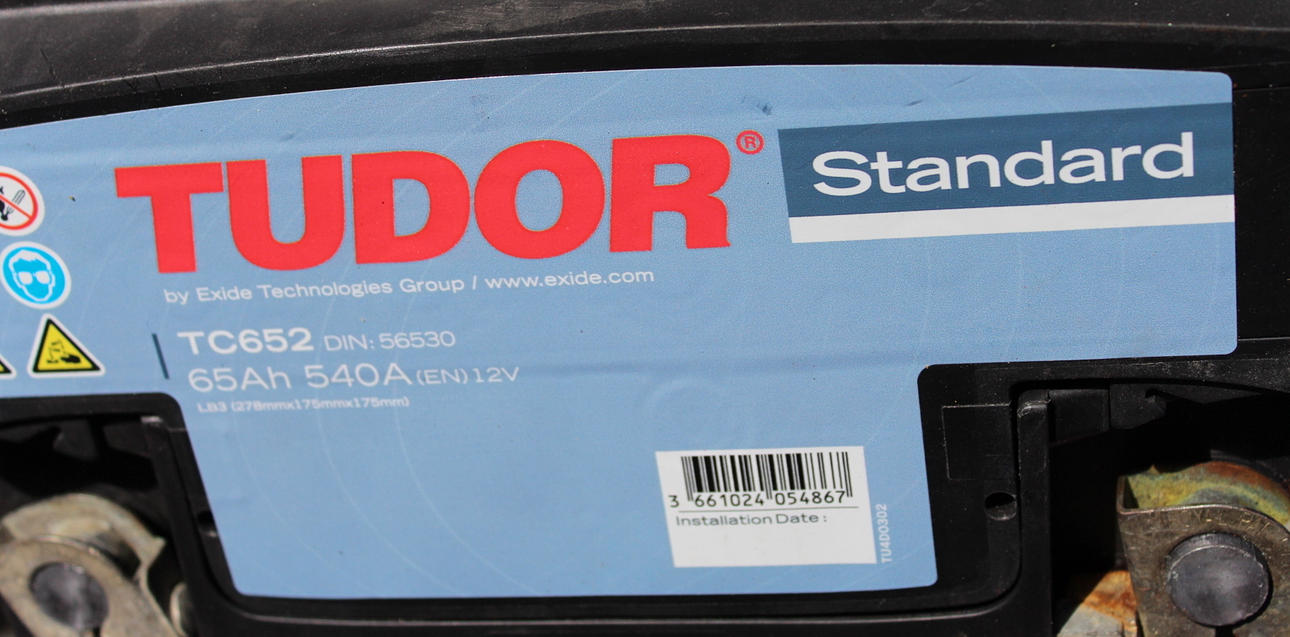 TUDOR®
Standard
by Exide Technologies Group / www.exide.com
TC652 DIN: 56530
65Ah 540A (EN) 12V
LB3 (278mmx175mmx175mm)
3 661024 054867
Installation Date :
TU4D0302